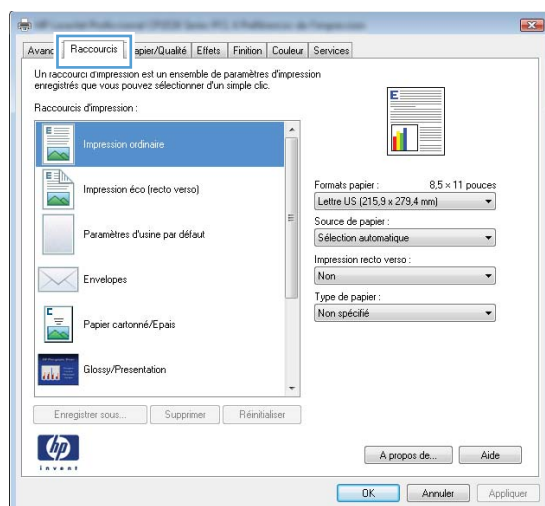 Avanc Raccourcis apier/Qualité Effets Finition Couleur Services
Un raccourci d'impression est un ensemble de paramètres d'impression
enregistrés que vous pouvez sélectionner d'un simple clic.
Raccourcis d'impression :
Impression ordinaire
Impression éco (recto verso)
Paramètres d'usine par défaut
Envelopes
Papier cartonné/Epais
Glossy/Presentation
Formats papier : 8,5 × 11 pouces
Lettre US (215,9 x 279,4 mm)
Source de papier :
Sélection automatique
Impression recto verso :
Non
Type de papier :
Non spécifié
Enregistrer sous... Supprimer Réinitialiser
hp
invent
A propos de... Aide
OK Annuler Appliquer